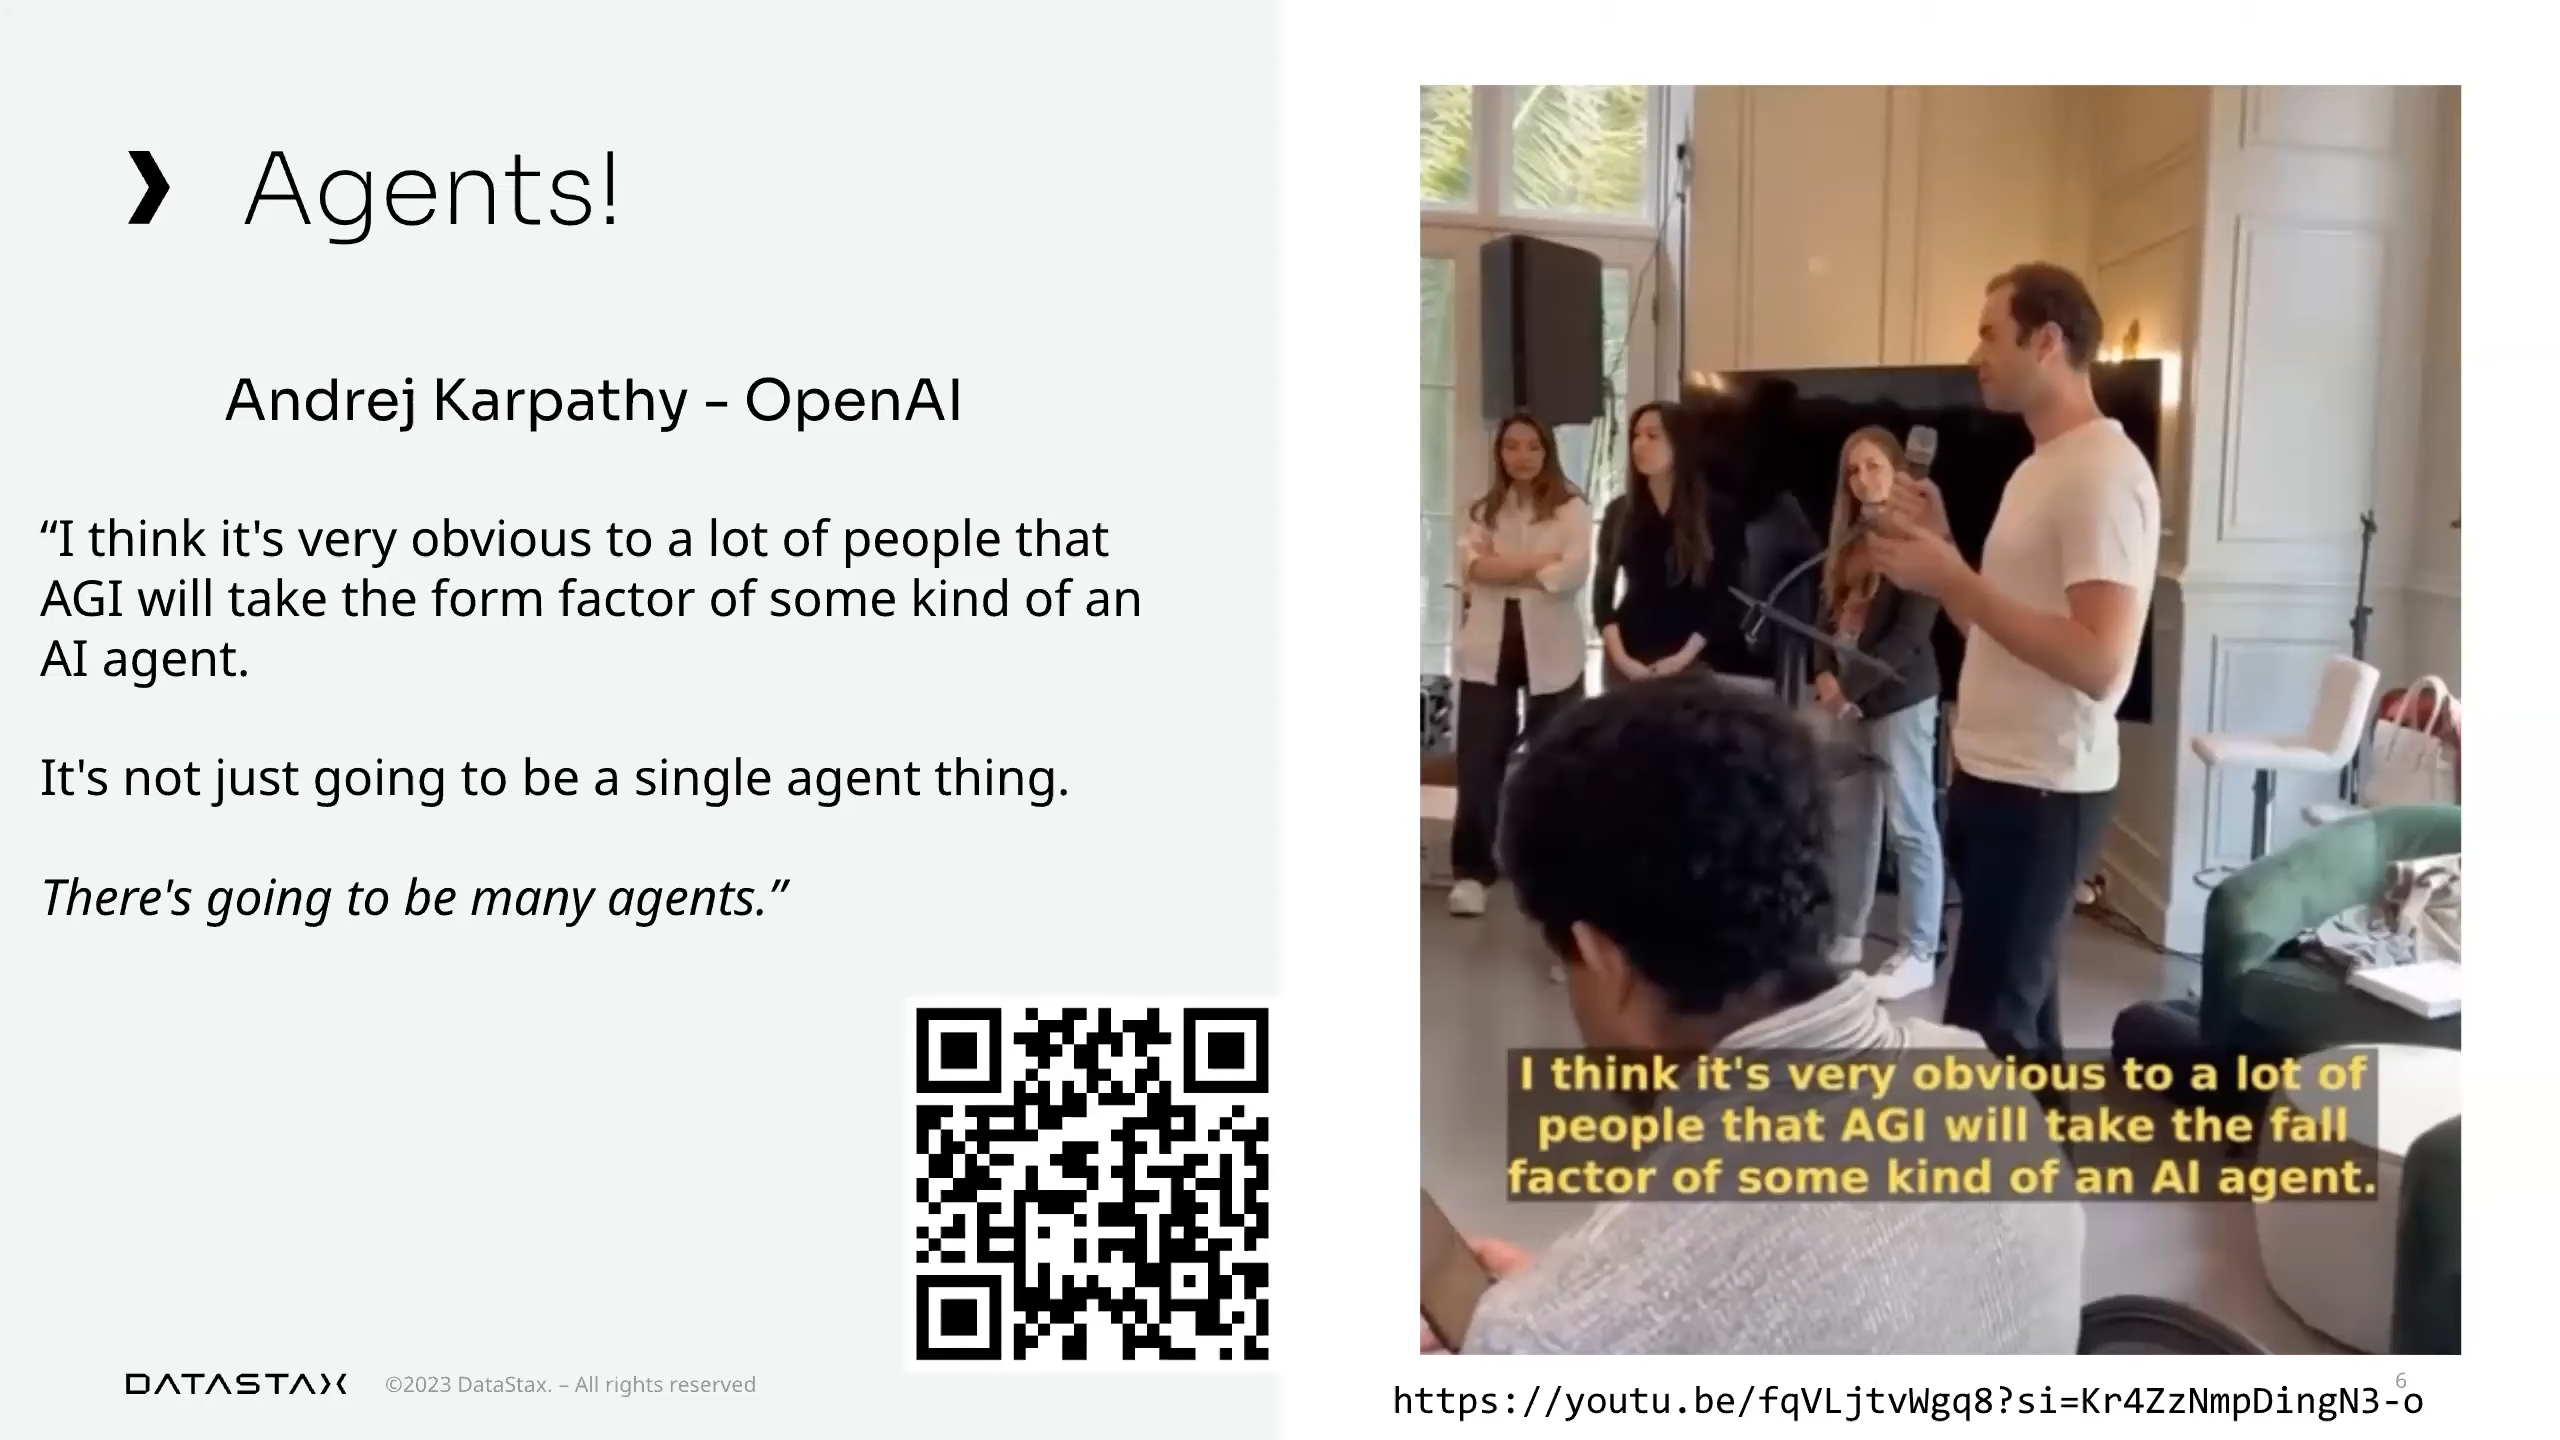 Agents!
Andrej Karpathy - OpenAI
“I think it's very obvious to a lot of people that
AGI will take the form factor of some kind of an
AI agent.
It's not just going to be a single agent thing.
There's going to be many agents.”
DATASTAX ©2023 DataStax. – All rights reserved
I think it's very obvious to a lot of
people that AGI will take the fall
factor of some kind of an AI agent.
6
https://youtu.be/fqVLjtvWgq8?si=Kr4ZzNmpDingN3-o